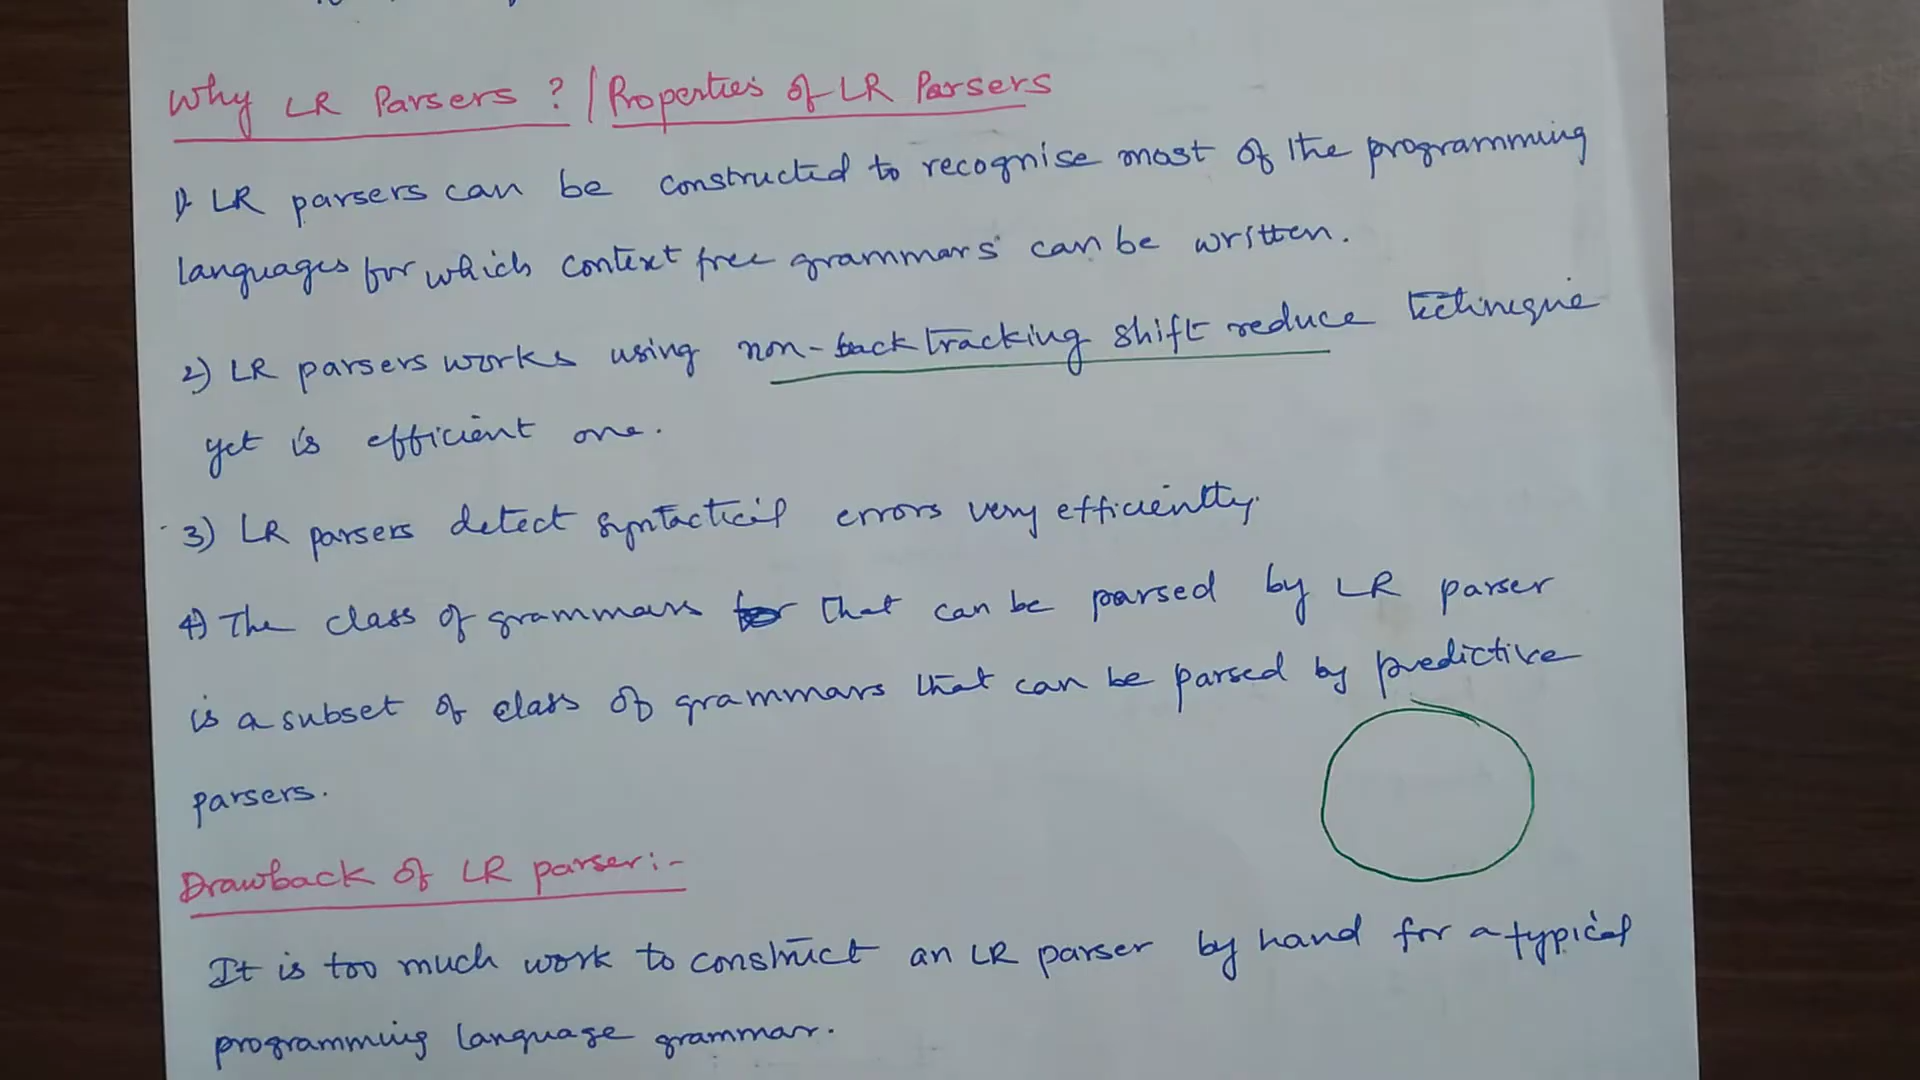 Why LR Parsers ? / Properties of LR Parsers
1) LR parsers can be constructed to recognise most of the programming
languages for which context free grammars can be written.
2) LR parsers works using non-backtracking shift reduce technique
yet is efficient one.
3) LR parsers detect syntactical errors very efficiently.
4) The class of grammars that can be parsed by LR parser
is a subset of class of grammars that can be parsed by predictive
parsers.
Drawback of LR parser:-
It is too much work to construct an LR parser by hand for a typical
programming language grammar.